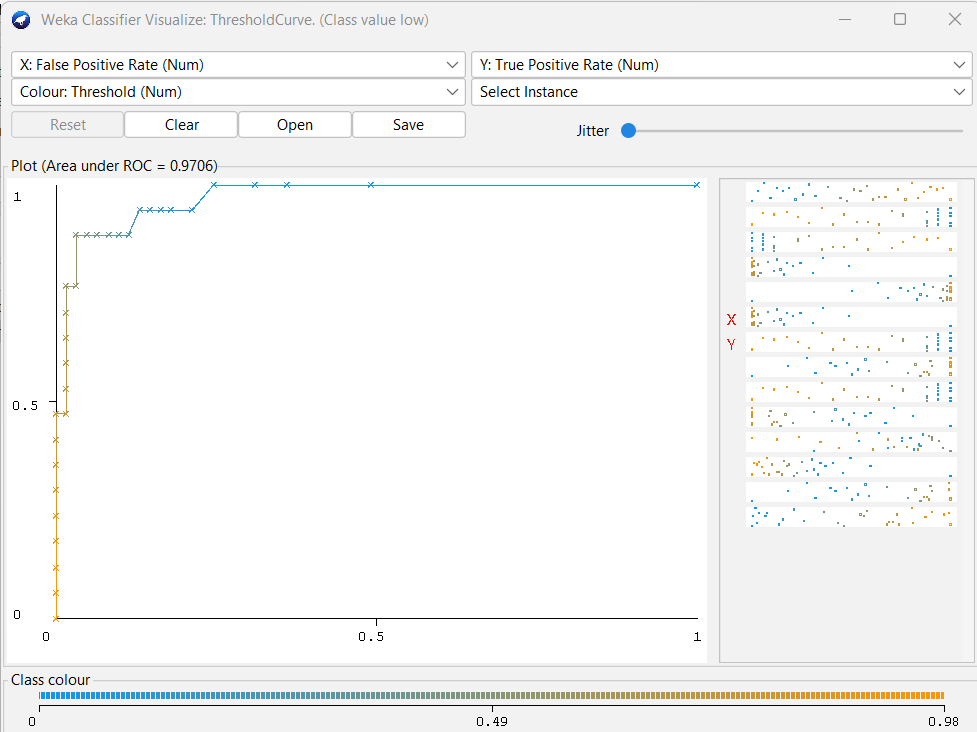 Weka Classifier Visualize: ThresholdCurve. (Class value low)
X: False Positive Rate (Num)
Y: True Positive Rate (Num)
Colour: Threshold (Num)
Select Instance
Reset
Clear
Open
Save
Jitter
Plot (Area under ROC = 0.9706)
1
0.5
0
0
0.5
1
X
Y
Class colour
0
0.49
0.98